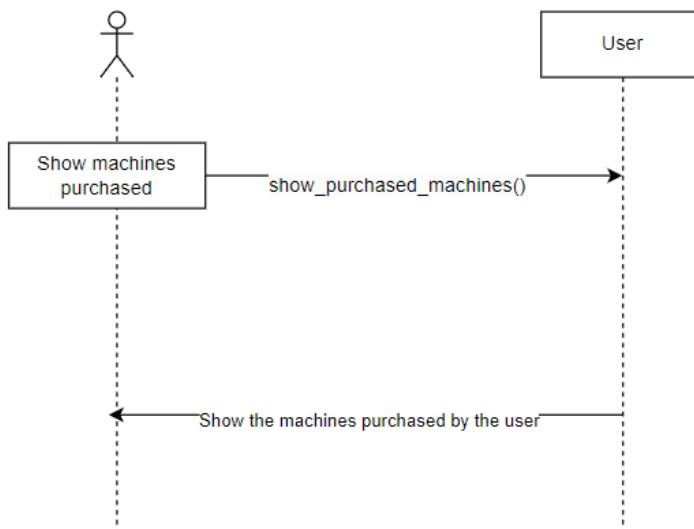 User
Show machines
purchased
show_purchased_machines()
Show the machines purchased by the user